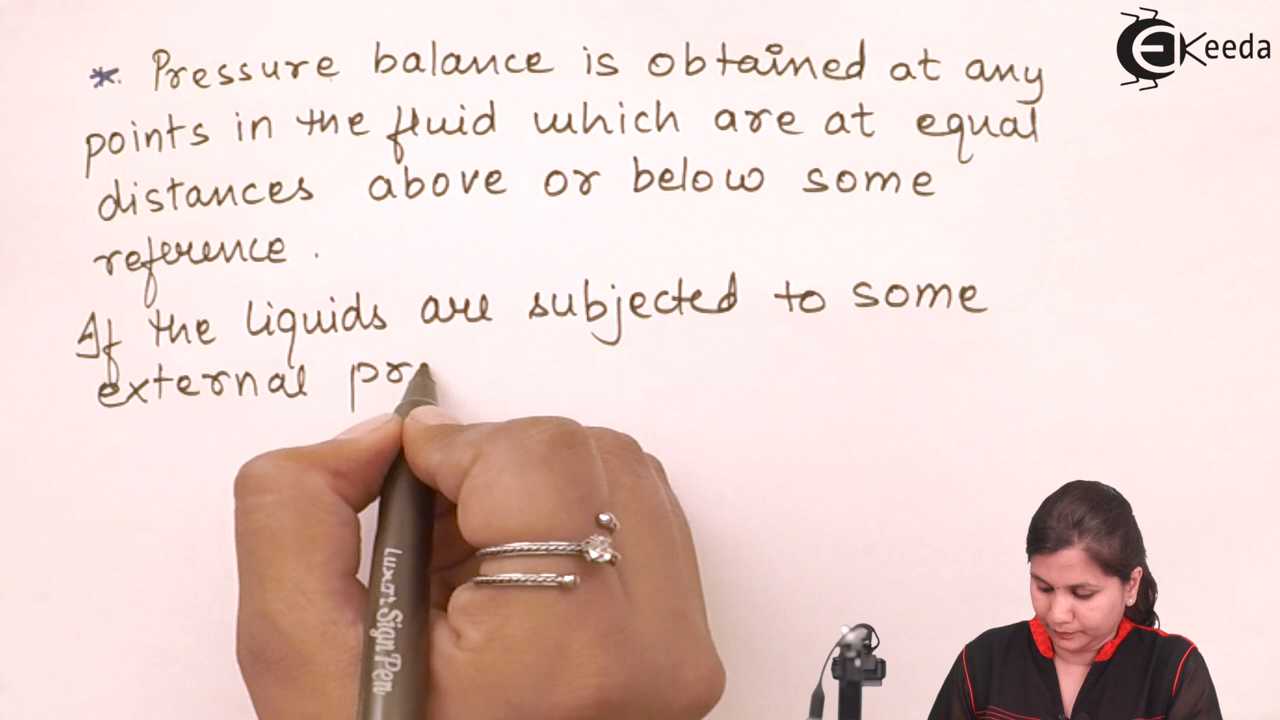 * Pressure balance is obtained at any
points in the fluid which are at equal
distances above or below some
reference.
If the liquids are subjected to some
external pr
Luxor Sign Pen
EKeeda